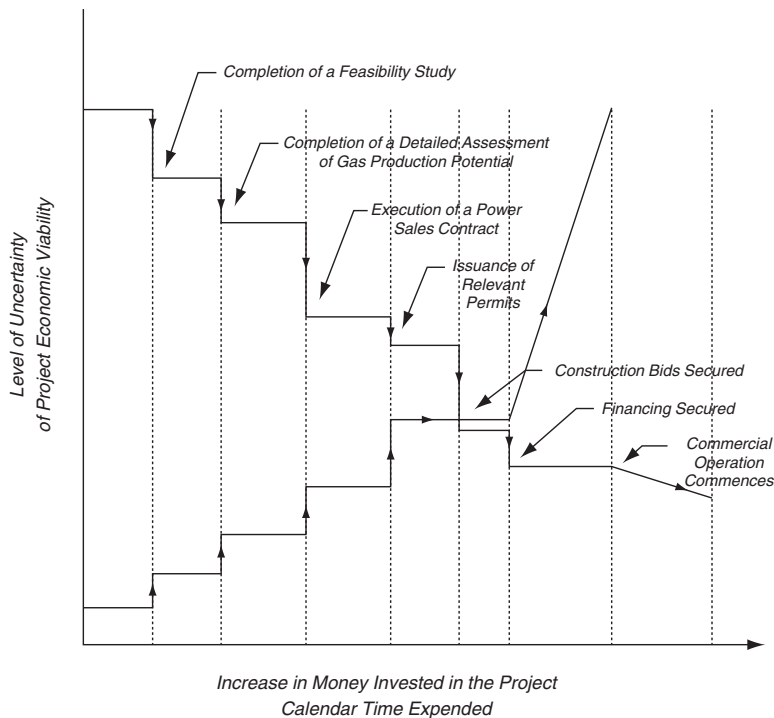 Completion of a Feasibility Study
Completion of a Detailed Assessment
of Gas Production Potential
Execution of a Power
Sales Contract
Issuance of
Relevant
Permits
Construction Bids Secured
Financing Secured
Commercial
Operation
Commences
Level of Uncertainty
of Project Economic Viability
Increase in Money Invested in the Project
Calendar Time Expended